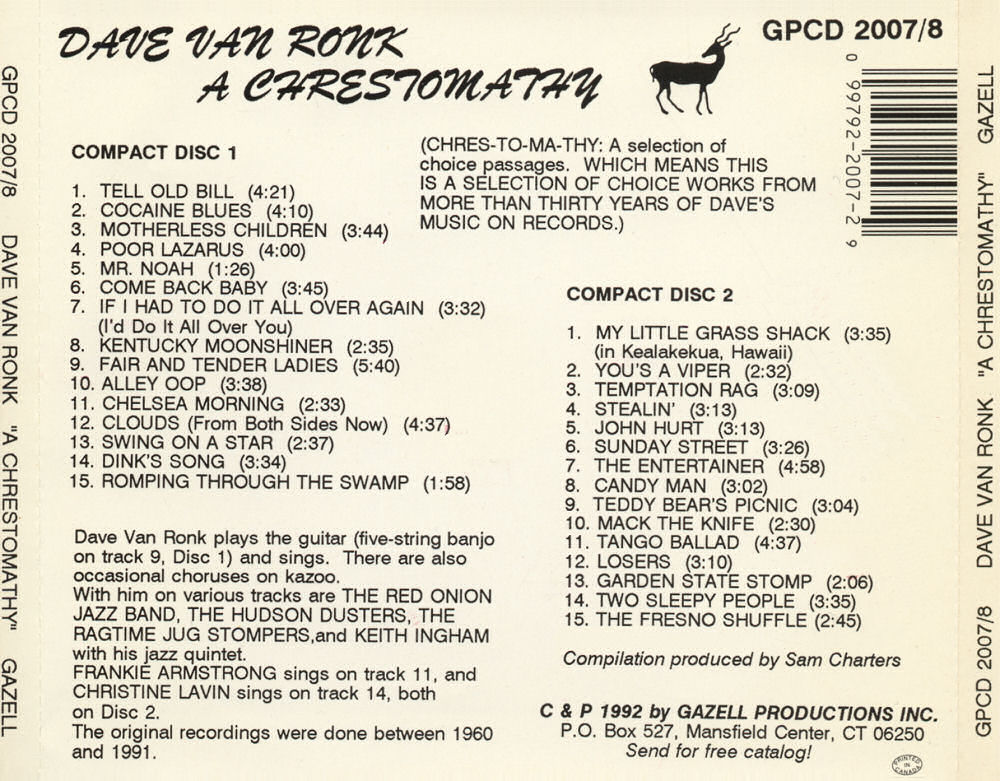 DAVE VAN RONK
A CHRESTOMATHY
GPCD 2007/8
0 99792-2007-2 9
COMPACT DISC 1
1. TELL OLD BILL (4:21)
2. COCAINE BLUES (4:10)
3. MOTHERLESS CHILDREN (3:44)
4. POOR LAZARUS (4:00)
5. MR. NOAH (1:26)
6. COME BACK BABY (3:45)
7. IF I HAD TO DO IT ALL OVER AGAIN (3:32)
(I'd Do It All Over You)
8. KENTUCKY MOONSHINER (2:35)
9. FAIR AND TENDER LADIES (5:40)
10. ALLEY OOP (3:38)
11. CHELSEA MORNING (2:33)
12. CLOUDS (From Both Sides Now) (4:37)
13. SWING ON A STAR (2:37)
14. DINK'S SONG (3:34)
15. ROMPING THROUGH THE SWAMP (1:58)
(CHRES-TO-MA-THY: A selection of
choice passages. WHICH MEANS THIS
IS A SELECTION OF CHOICE WORKS FROM
MORE THAN THIRTY YEARS OF DAVE'S
MUSIC ON RECORDS.)
COMPACT DISC 2
1. MY LITTLE GRASS SHACK (3:35)
(in Kealakekua, Hawaii)
2. YOU'S A VIPER (2:32)
3. TEMPTATION RAG (3:09)
4. STEALIN' (3:13)
5. JOHN HURT (3:13)
6. SUNDAY STREET (3:26)
7. THE ENTERTAINER (4:58)
8. CANDY MAN (3:02)
9. TEDDY BEAR'S PICNIC (3:04)
10. MACK THE KNIFE (2:30)
11. TANGO BALLAD (4:37)
12. LOSERS (3:10)
13. GARDEN STATE STOMP (2:06)
14. TWO SLEEPY PEOPLE (3:35)
15. THE FRESNO SHUFFLE (2:45)
Dave Van Ronk plays the guitar (five-string banjo
on track 9, Disc 1) and sings. There are also
occasional choruses on kazoo.
With him on various tracks are THE RED ONION
JAZZ BAND, THE HUDSON DUSTERS, THE
RAGTIME JUG STOMPERS,and KEITH INGHAM
with his jazz quintet.
FRANKIE ARMSTRONG sings on track 11, and
CHRISTINE LAVIN sings on track 14, both
on Disc 2.
The original recordings were done between 1960
and 1991.
Compilation produced by Sam Charters
C & P 1992 by GAZELL PRODUCTIONS INC.
P.O. Box 527, Mansfield Center, CT 06250
Send for free catalog!
PRINTED
IN
CANADA
GPCD 2007/8 DAVE VAN RONK "A CHRESTOMATHY" GAZELL
GPCD 2007/8 DAVE VAN RONK "A CHRESTOMATHY" GAZELL